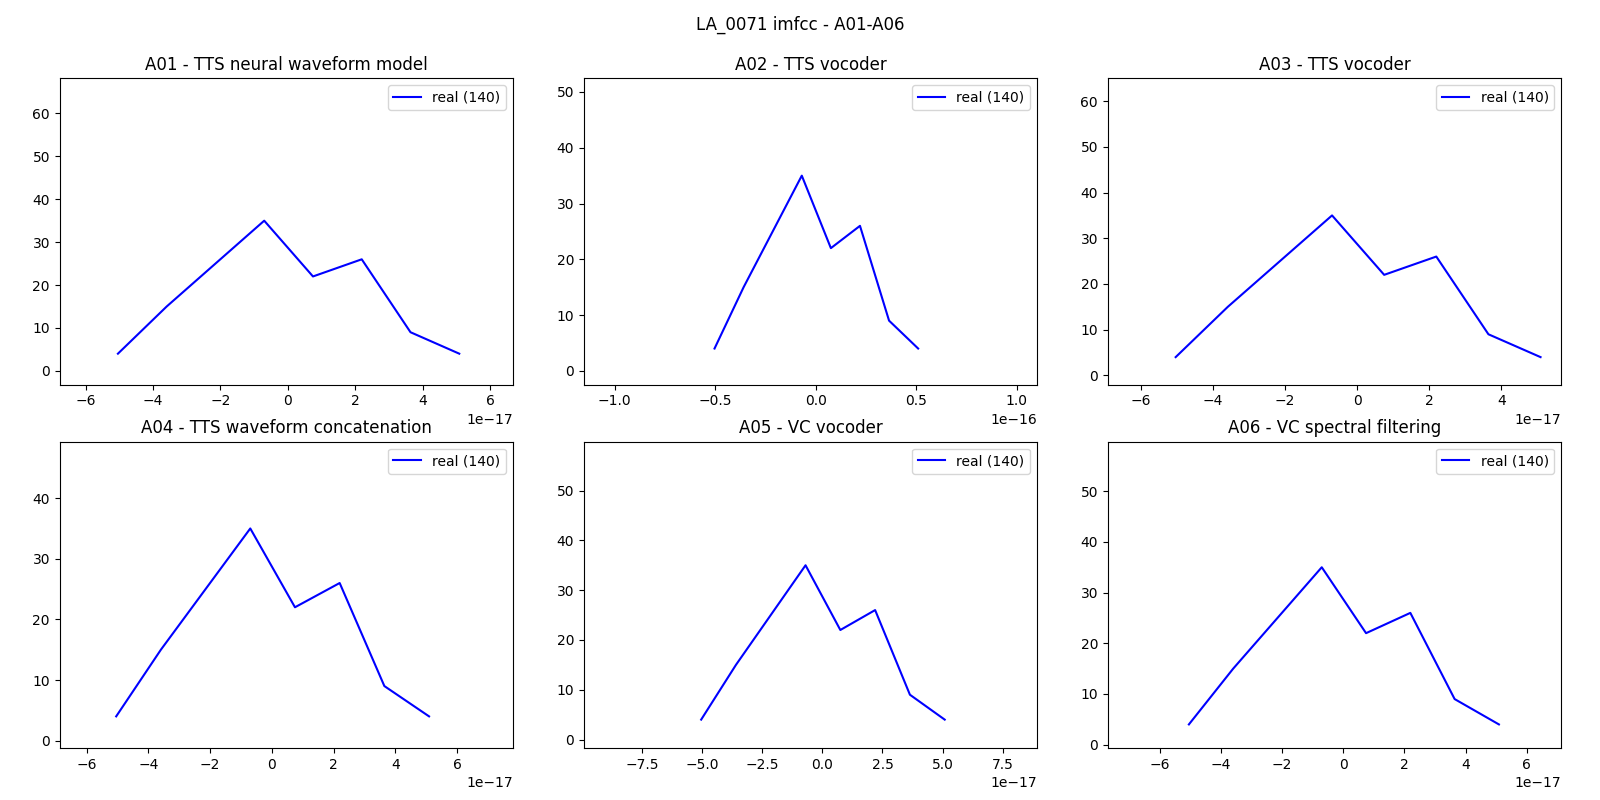 LA_0071 imfcc - A01-A06
A01 - TTS neural waveform model
real (140)
60
50
40
30
20
10
0
−6 −4 −2 0 2 4 6
1e−17
A02 - TTS vocoder
real (140)
50
40
30
20
10
0
−1.0 −0.5 0.0 0.5 1.0
1e−16
A03 - TTS vocoder
real (140)
60
50
40
30
20
10
0
−6 −4 −2 0 2 4
1e−17
A04 - TTS waveform concatenation
real (140)
40
30
20
10
0
−6 −4 −2 0 2 4 6
1e−17
A05 - VC vocoder
real (140)
50
40
30
20
10
0
−7.5 −5.0 −2.5 0.0 2.5 5.0 7.5
1e−17
A06 - VC spectral filtering
real (140)
50
40
30
20
10
0
−6 −4 −2 0 2 4 6
1e−17